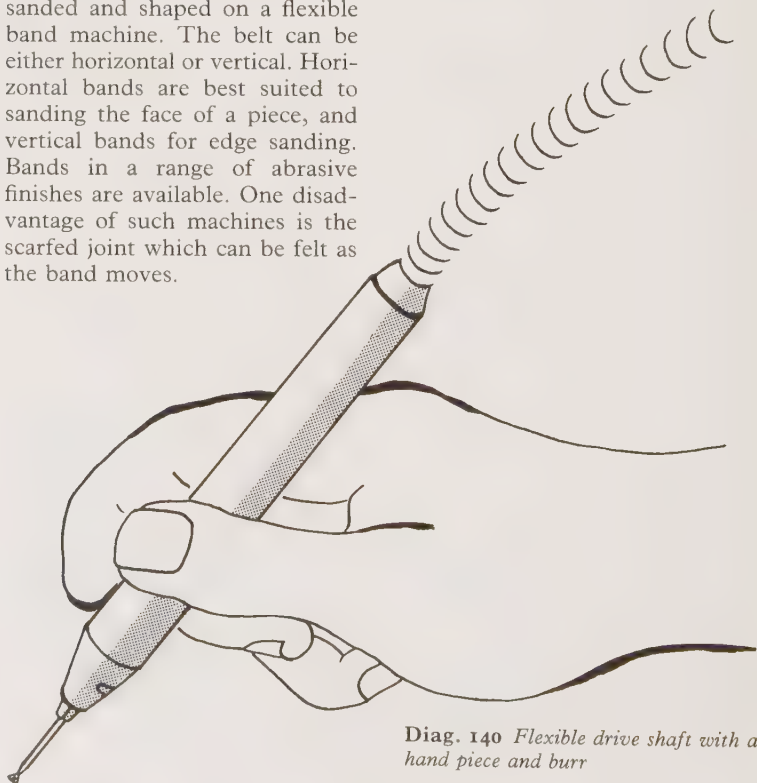 sanded and shaped on a flexible
band machine. The belt can be
either horizontal or vertical. Hori-
zontal bands are best suited to
sanding the face of a piece, and
vertical bands for edge sanding.
Bands in a range of abrasive
finishes are available. One disad-
vantage of such machines is the
scarfed joint which can be felt as
the band moves.
Diag. 140 Flexible drive shaft with a
hand piece and burr